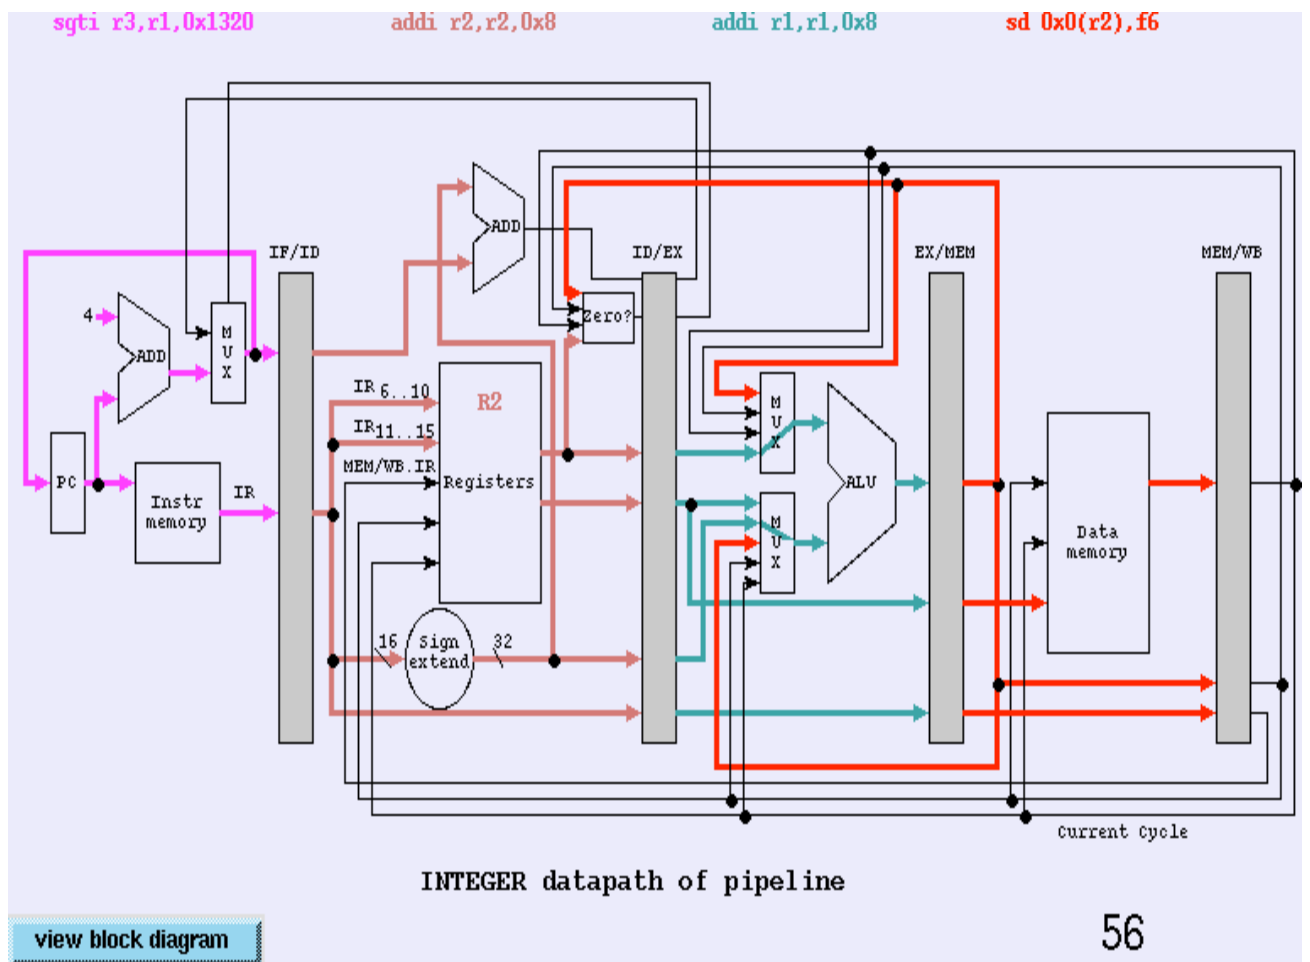 sgti r3,r1,0x1320 addi r2,r2,0x8 addi r1,r1,0x8 sd 0x0(r2),f6
ADD
IF/ID ID/EX EX/MEM MEM/WB
4
ADD
MUX
Zero?
IR6..10
R2
IR11..15
MEM/WB.IR
Registers
PC
Instr
memory
IR
MUX
ALU
MUX
Data
memory
16
Sign
extend
32
Current Cycle
INTEGER datapath of pipeline
view block diagram
56